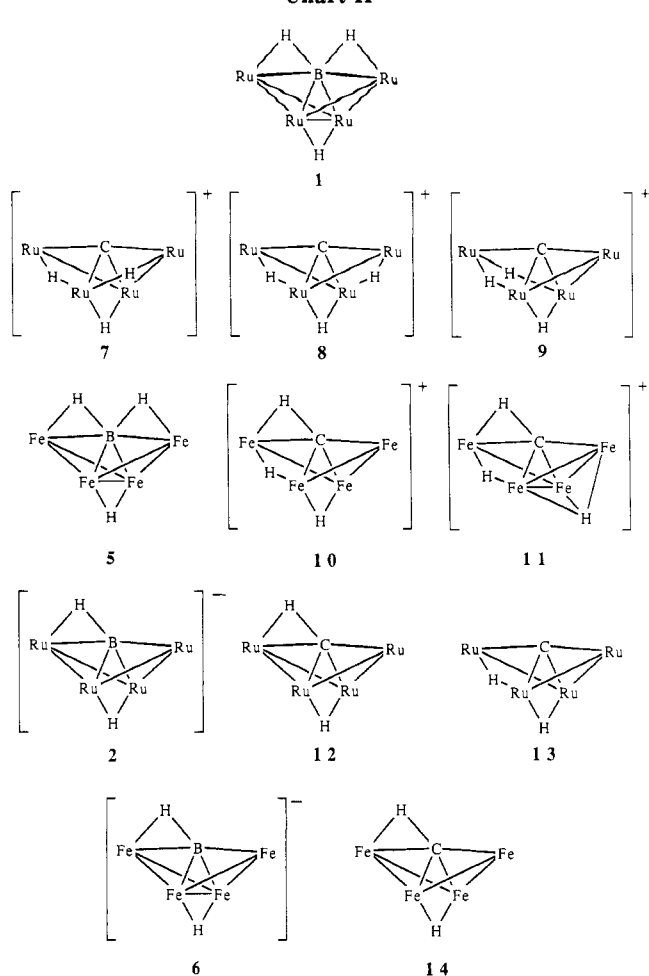 Chart II
H H
Ru B Ru
Ru Ru
H
1
+ + +
Ru C Ru Ru C Ru Ru C Ru
H H H H H H
Ru Ru Ru Ru Ru Ru
H H H
7 8 9
+ +
H H H H
Fe B Fe Fe C Fe Fe C Fe
H H
Fe Fe Fe Fe Fe Fe
H H H
5 10 11
−
H H
Ru B Ru Ru C Ru Ru C Ru
H
Ru Ru Ru Ru Ru Ru
H H H
2 12 13
−
H H
Fe B Fe Fe C Fe
Fe Fe Fe Fe
H H
6 14